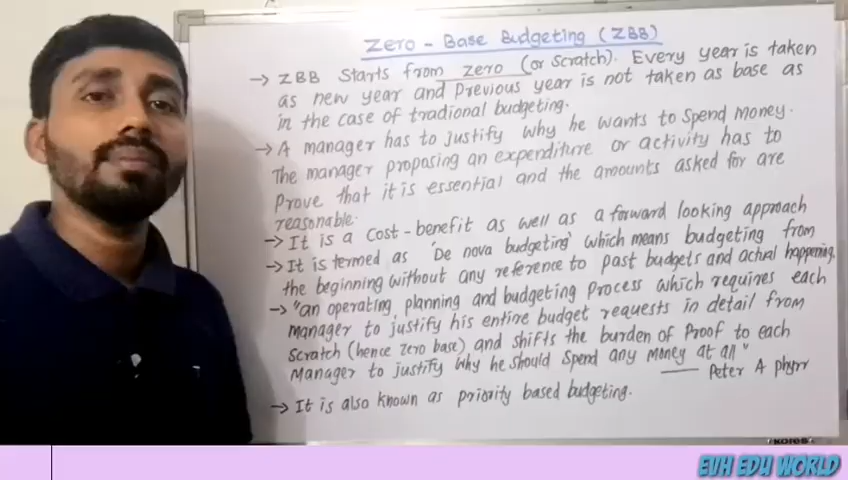 Zero - Base Budgeting (ZBB)
→ ZBB Starts from zero (or Scratch). Every year is taken
as new year and Previous year is not taken as base as
in the case of tradional budgeting.
→ A manager has to Justify why he wants to Spend money.
The manager proposing an expenditure or activity has to
Prove that it is essential and the amounts asked for are
reasonable.
→ It is a cost-benefit as well as a forward looking approach
→ It is termed as 'De nova budgeting' which means budgeting from
the beginning without any reference to past budgets and actual happening.
→ "an operating, planning and budgeting process which requires each
manager to justify his entire budget requests in detail from
Scratch (hence zero base) and shifts the burden of Proof to each
Manager to justify why he should Spend any money at all"
— Peter A phyrr
→ It is also known as priority based budgeting.
KORES
EVH EDU WORLD